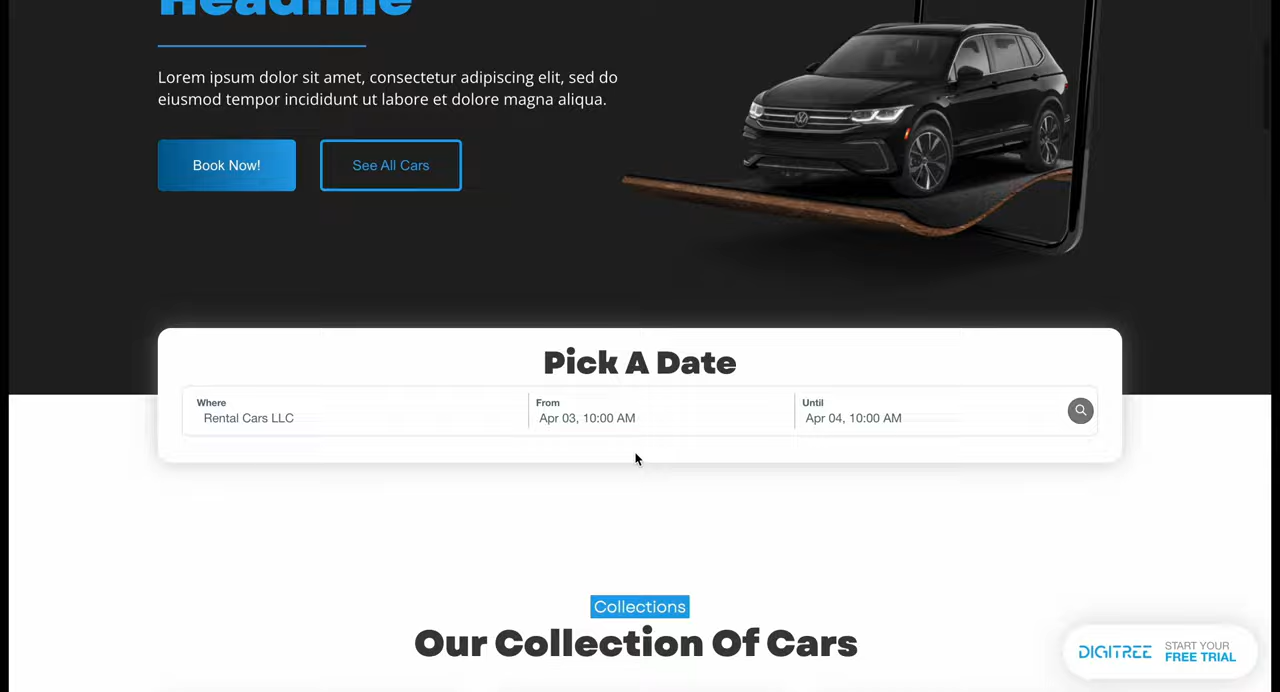 Headline
Lorem ipsum dolor sit amet, consectetur adipiscing elit, sed do
eiusmod tempor incididunt ut labore et dolore magna aliqua.
Book Now!
See All Cars
Pick A Date
Where
Rental Cars LLC
From
Apr 03, 10:00 AM
Until
Apr 04, 10:00 AM
Collections
Our Collection Of Cars
DIGITREE
START YOUR
FREE TRIAL